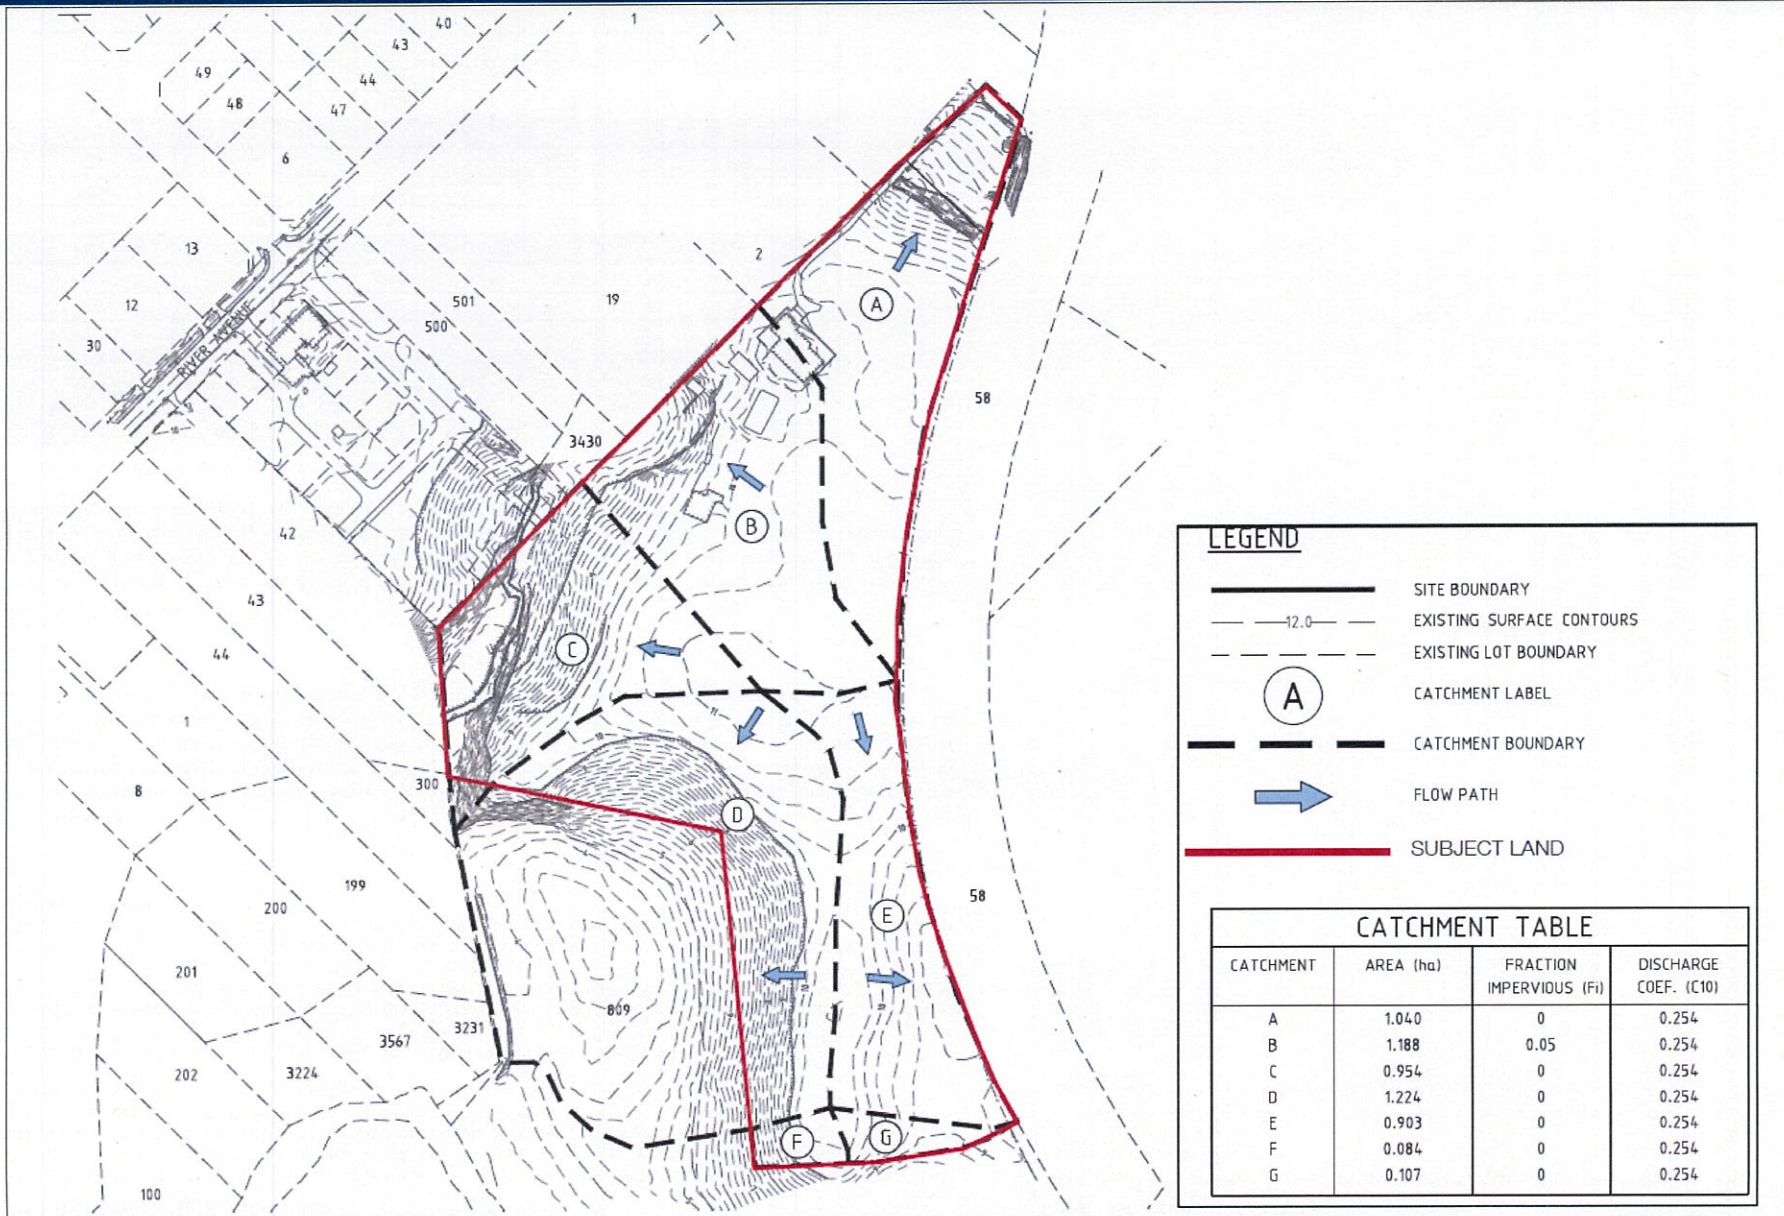 40
1
43
49
44
48
47
6
13
2
12
501
19
500
A
30
RIVER AVENUE
58
3430
B
42
43
C
44
1
300
8
D
199
200
E
58
201
809
3231
3567
202
3224
F
G
100
LEGEND
SITE BOUNDARY
12.0 EXISTING SURFACE CONTOURS
EXISTING LOT BOUNDARY
A CATCHMENT LABEL
CATCHMENT BOUNDARY
FLOW PATH
SUBJECT LAND
CATCHMENT TABLE
CATCHMENT AREA (ha) FRACTION IMPERVIOUS (Fi) DISCHARGE COEF. (C10)
A 1.040 0 0.254
B 1.188 0.05 0.254
C 0.954 0 0.254
D 1.224 0 0.254
E 0.903 0 0.254
F 0.084 0 0.254
G 0.107 0 0.254